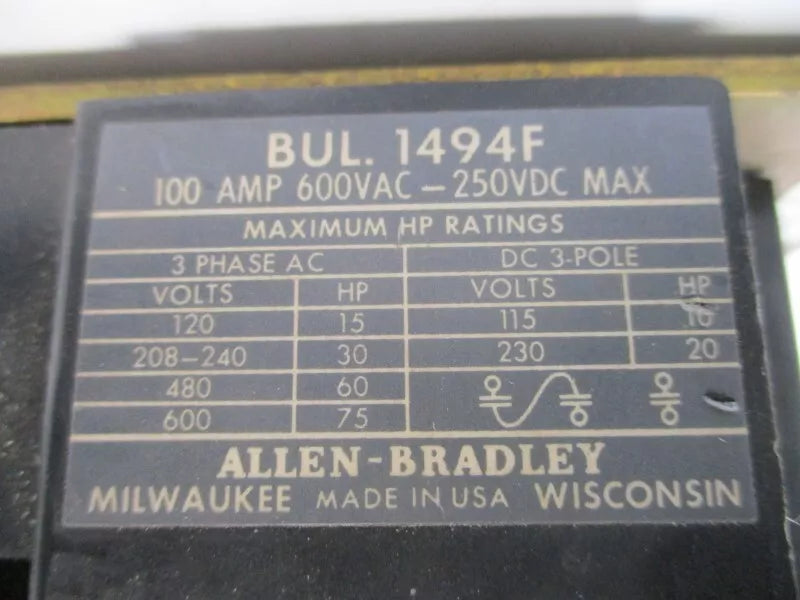 BUL. 1494F
100 AMP 600VAC – 250VDC MAX
MAXIMUM HP RATINGS
3 PHASE AC DC 3-POLE
VOLTS HP VOLTS HP
120 15 115 10
208-240 30 230 20
480 60
600 75
ALLEN-BRADLEY
MILWAUKEE MADE IN USA WISCONSIN